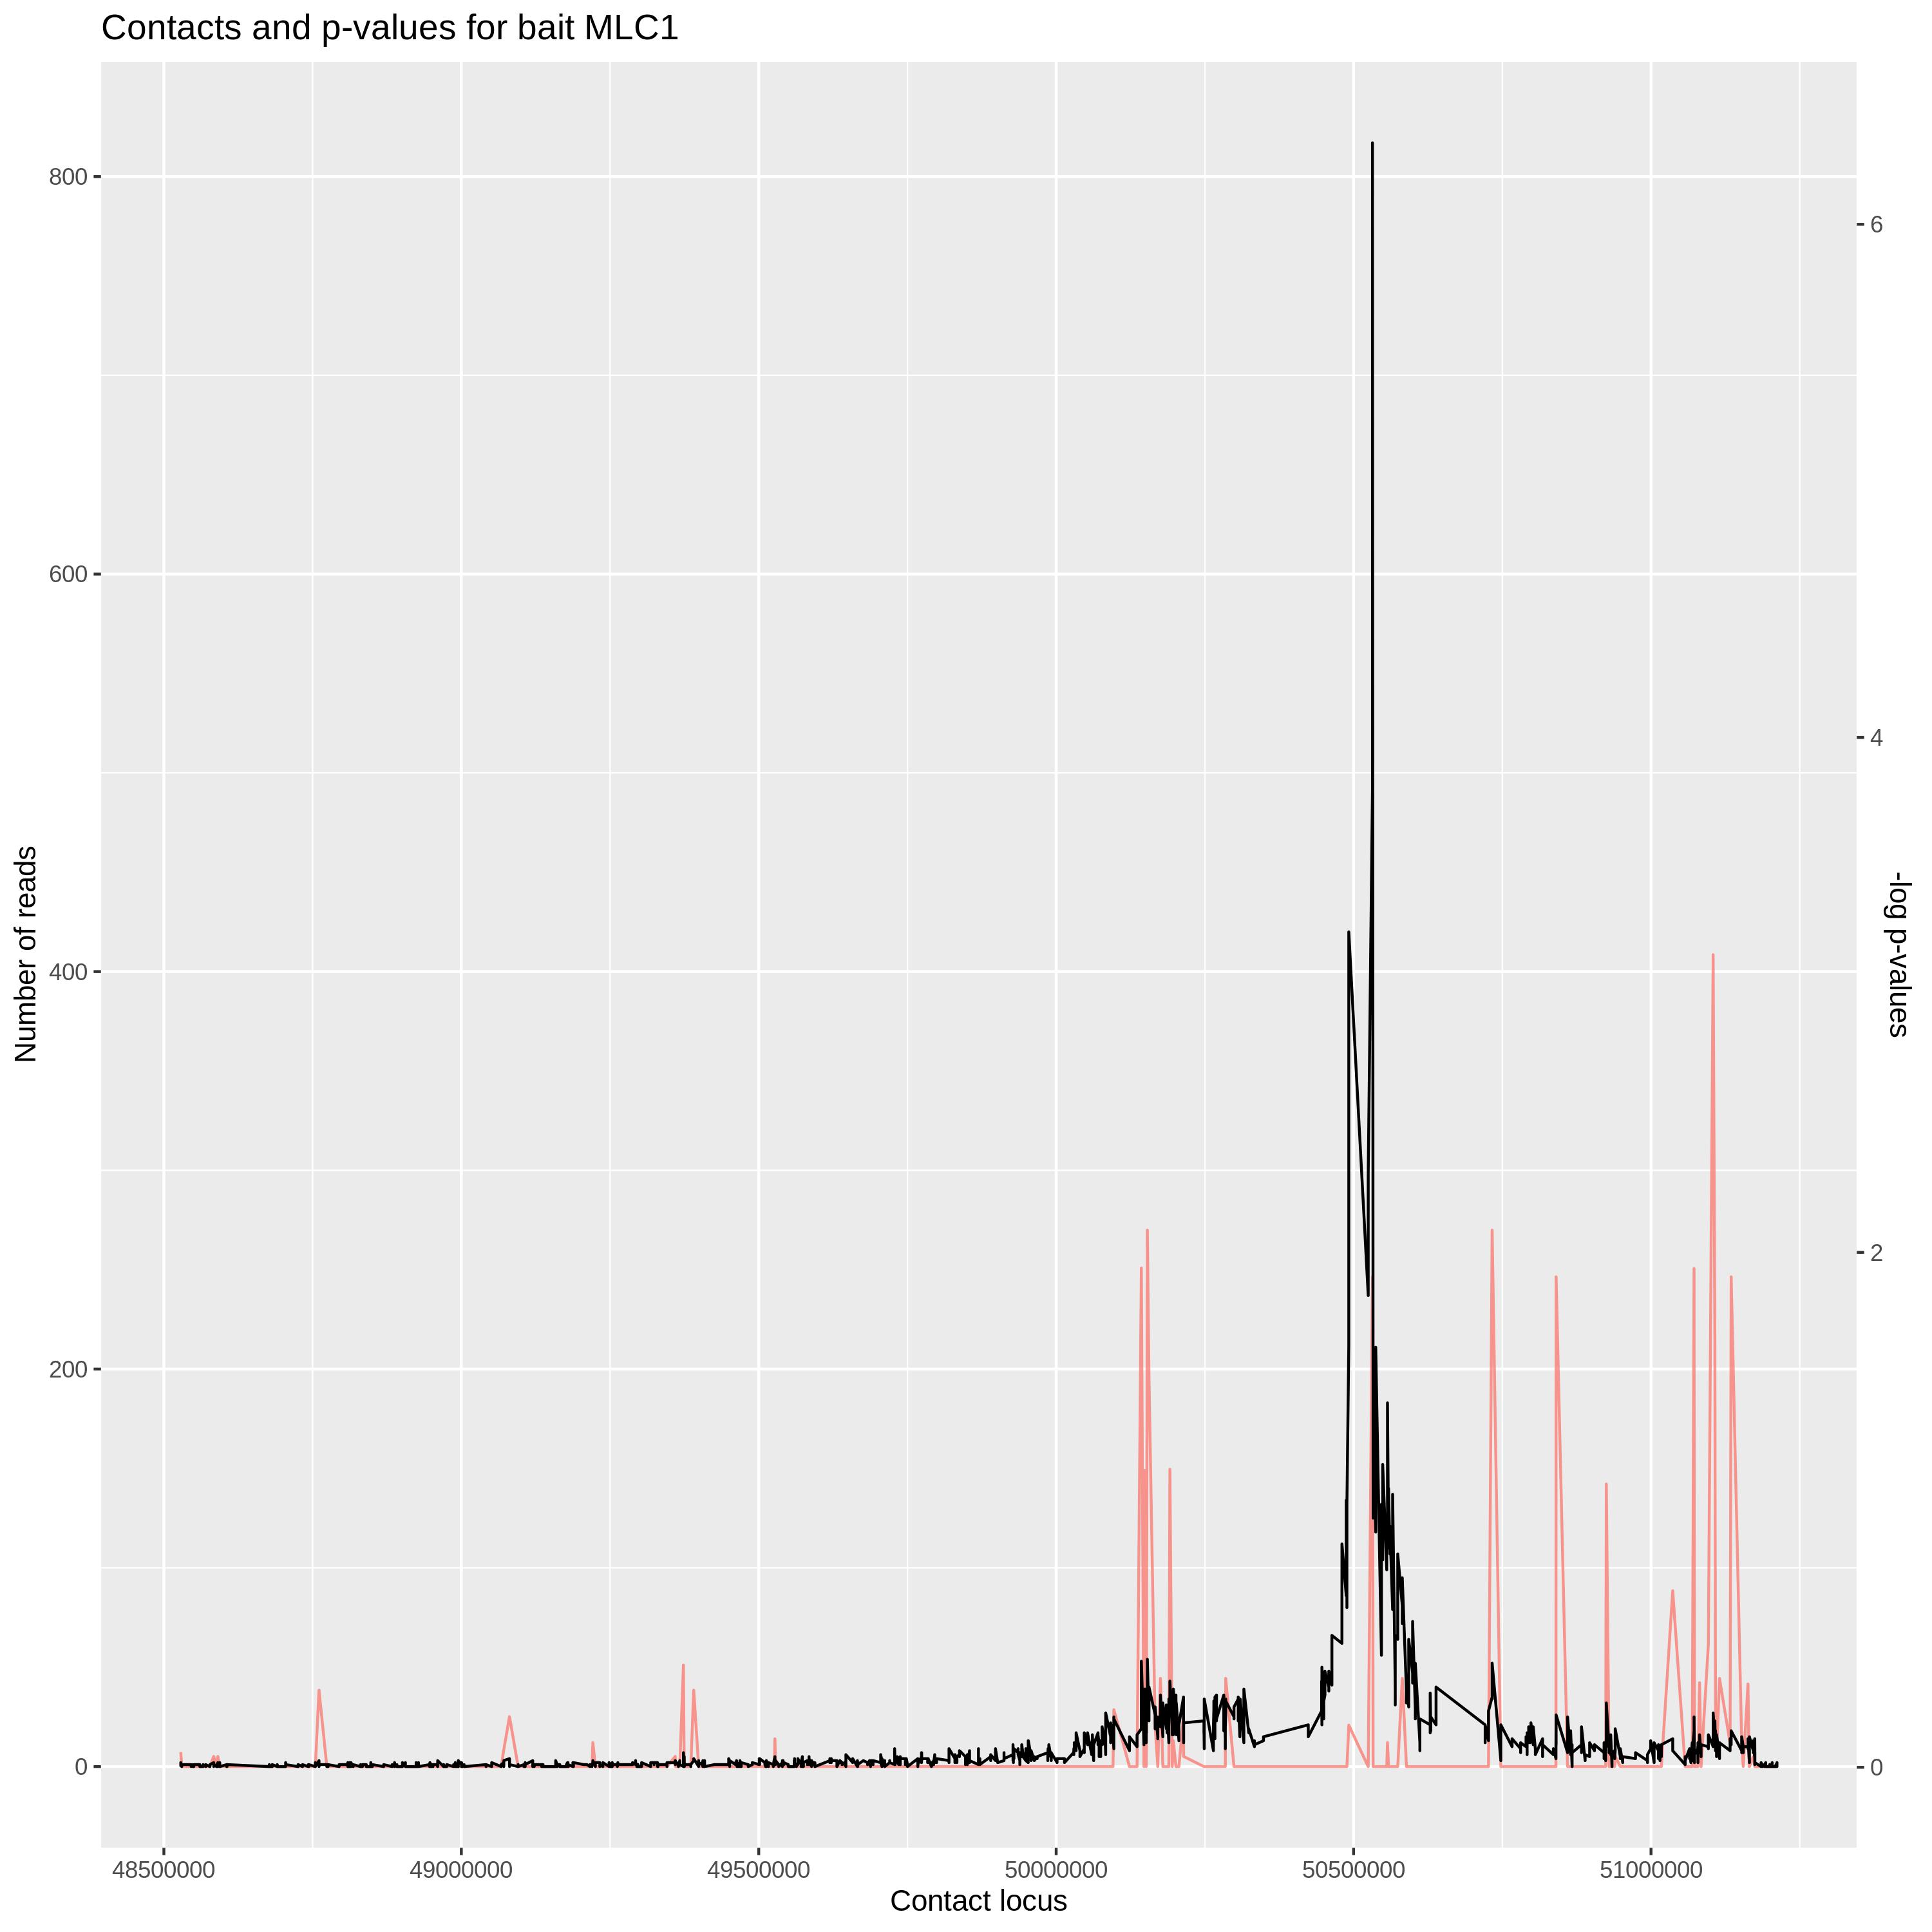 Contacts and p-values for bait MLC1
800
600
400
200
0
Number of reads
6
4
2
0
-log p-values
48500000 49000000 49500000 50000000 50500000 51000000
Contact locus